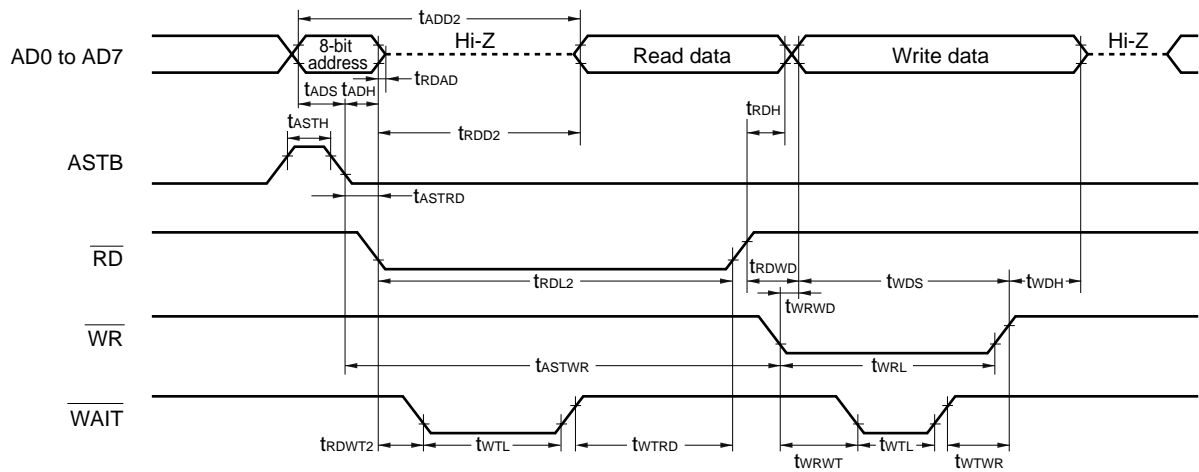 tADD2
AD0 to AD7
8-bit address
Hi-Z
Read data
Write data
Hi-Z
tRDAD
tADS
tADH
tASTH
tRDD2
tRDH
ASTB
tASTRD
RD
tRDL2
tRDWD
tWDS
tWDH
tWRWD
WR
tASTWR
tWRL
WAIT
tRDWT2
tWTL
tWTRD
tWRWT
tWTL
tWTWR